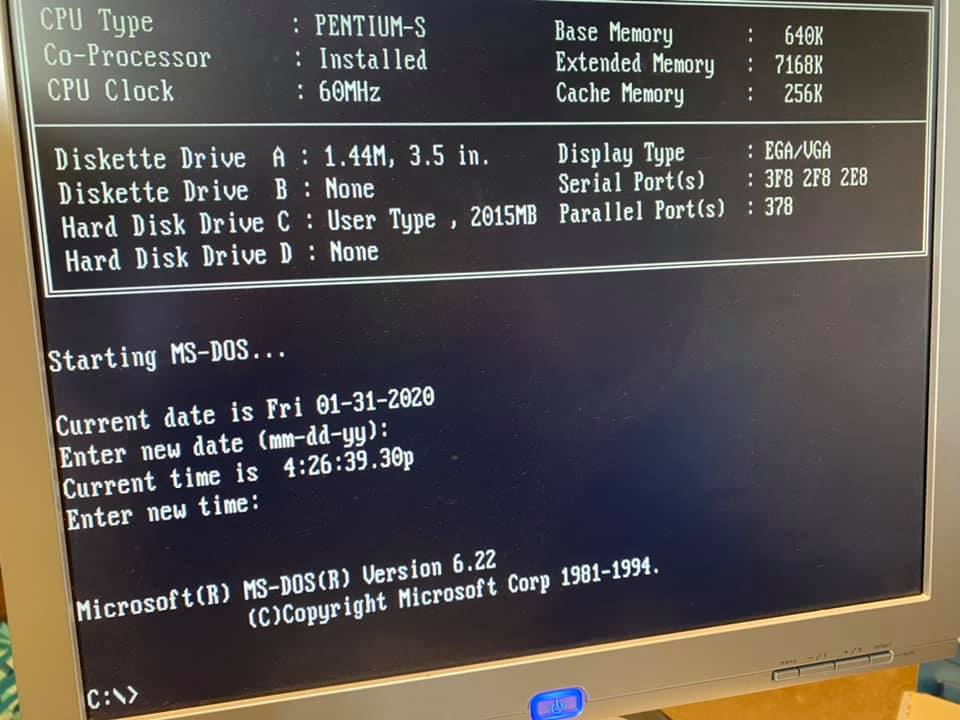 CPU Type : PENTIUM-S Base Memory : 640K
Co-Processor : Installed Extended Memory : 7168K
CPU Clock : 60MHz Cache Memory : 256K
Diskette Drive A : 1.44M, 3.5 in. Display Type : EGA/VGA
Diskette Drive B : None Serial Port(s) : 3F8 2F8 2E8
Hard Disk Drive C : User Type , 2015MB Parallel Port(s) : 378
Hard Disk Drive D : None
Starting MS-DOS...
Current date is Fri 01-31-2020
Enter new date (mm-dd-yy):
Current time is 4:26:39.30p
Enter new time:
Microsoft(R) MS-DOS(R) Version 6.22
(C)Copyright Microsoft Corp 1981-1994.
C:\>
menu - / + / select